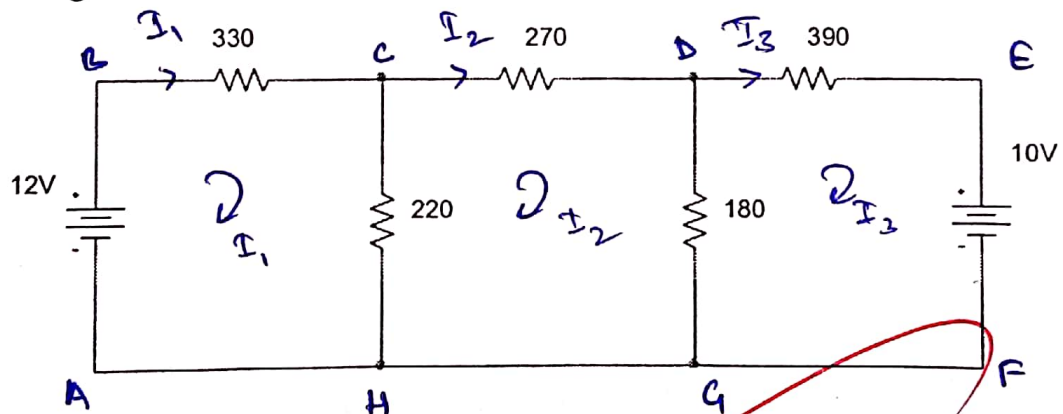 I₁ 330 I₂ 270 I₃ 390
B C D E
12V 220 180 10V
I₁ I₂ I₃
A H G F